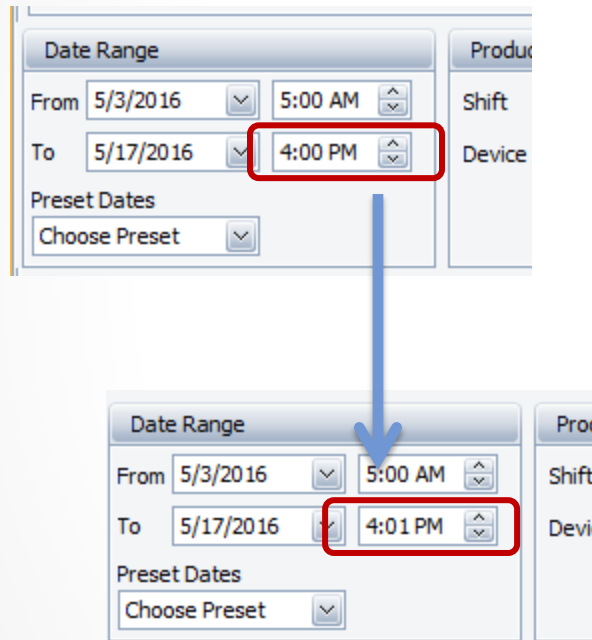 Date Range
Produc
From 5/3/2016 5:00 AM
Shift
To 5/17/2016 4:00 PM
Device
Preset Dates
Choose Preset
Date Range
Prod
From 5/3/2016 5:00 AM
Shift
To 5/17/2016 4:01 PM
Devi
Preset Dates
Choose Preset